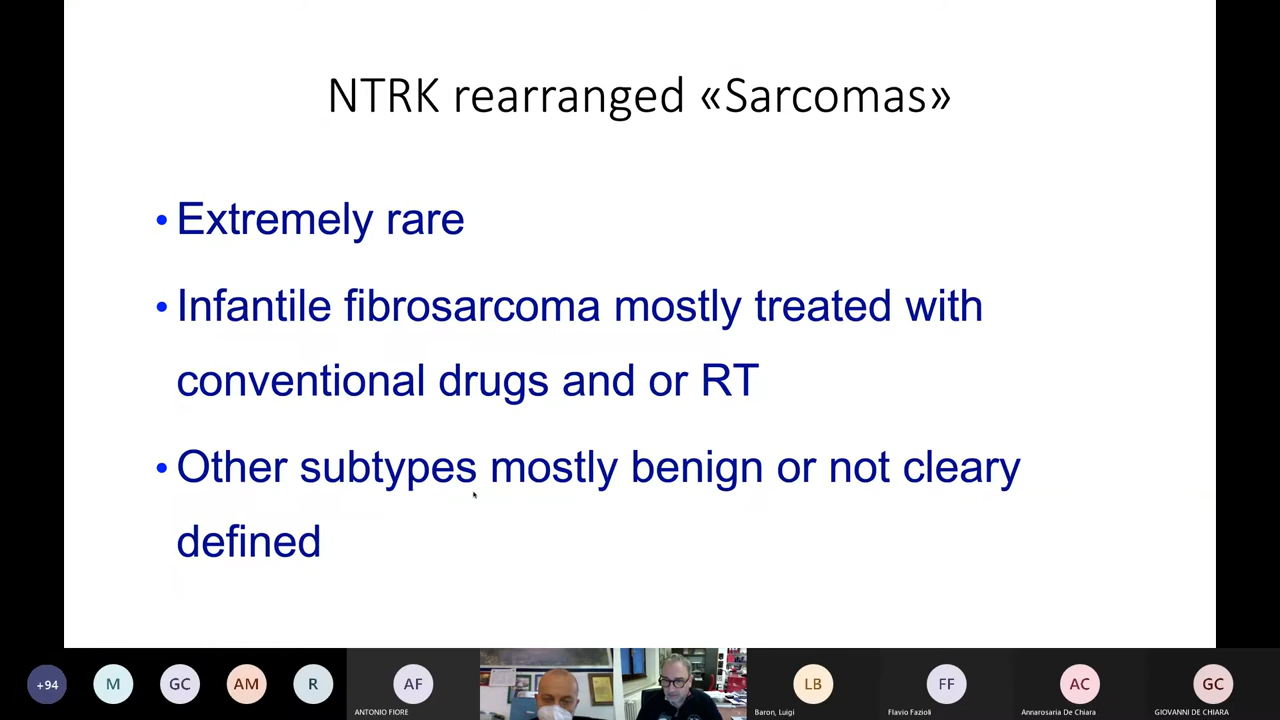 NTRK rearranged «Sarcomas»
• Extremely rare
• Infantile fibrosarcoma mostly treated with
conventional drugs and or RT
• Other subtypes mostly benign or not cleary
defined
+94
M
GC
AM
R
AF
ANTONIO FIORE
LB
Baron, Luigi
FF
Flavio Fazioli
AC
Annarosaria De Chiara
GC
GIOVANNI DE CHIARA